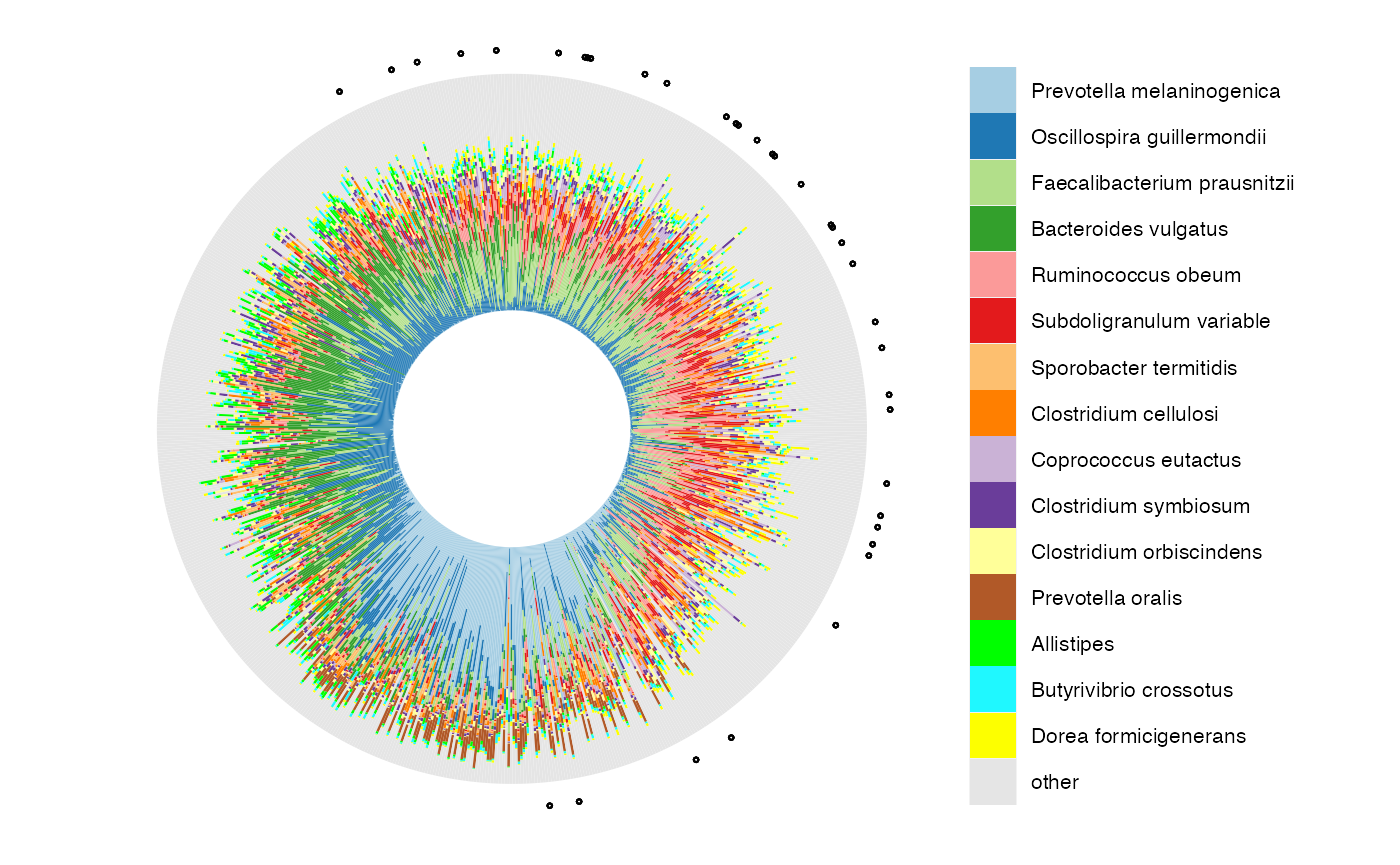 Prevotella melaninogenica
Oscillospira guillermondii
Faecalibacterium prausnitzii
Bacteroides vulgatus
Ruminococcus obeum
Subdoligranulum variable
Sporobacter termitidis
Clostridium cellulosi
Coprococcus eutactus
Clostridium symbiosum
Clostridium orbiscindens
Prevotella oralis
Allistipes
Butyrivibrio crossotus
Dorea formicigenerans
other